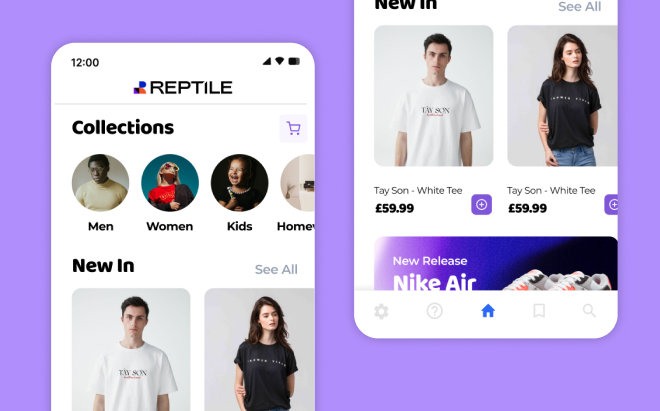 12:00
REPTILE
Collections
Men
Women
Kids
New In
See All
TAY SON
New In
See All
TAY SON
Tay Son - White Tee
£59.99
Tay Son - White Tee
£59.99
New Release
Nike Air